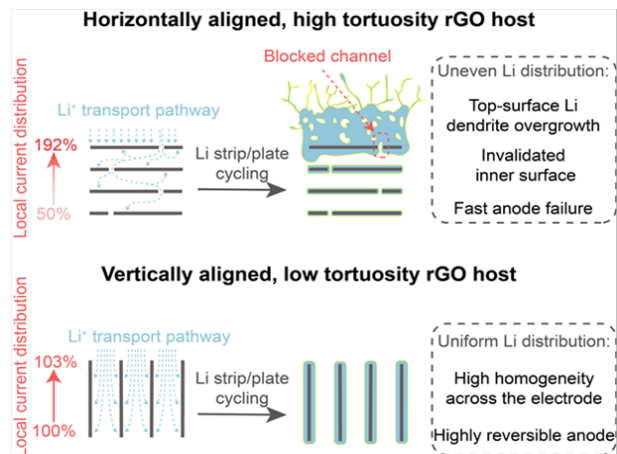 Horizontally aligned, high tortuosity rGO host
Local current distribution
192%
50%
Li⁺ transport pathway
Li strip/plate
cycling
Blocked channel
Uneven Li distribution:
Top-surface Li
dendrite overgrowth
Invalidated
inner surface
Fast anode failure
Vertically aligned, low tortuosity rGO host
Local current distribution
103%
100%
Li⁺ transport pathway
Li strip/plate
cycling
Uniform Li distribution:
High homogeneity
across the electrode
Highly reversible anode